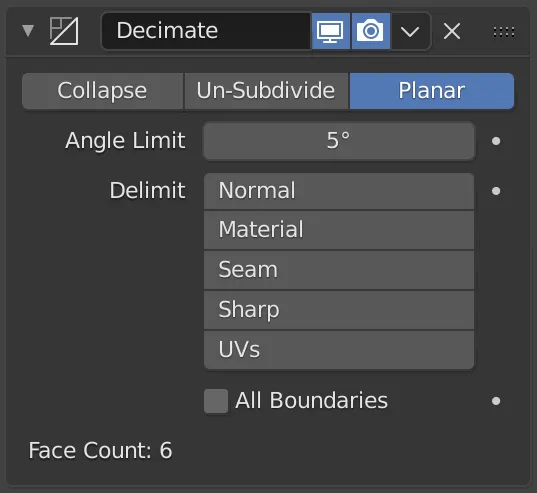 Decimate
Collapse Un-Subdivide Planar
Angle Limit 5°
Delimit Normal
Material
Seam
Sharp
UVs
All Boundaries
Face Count: 6